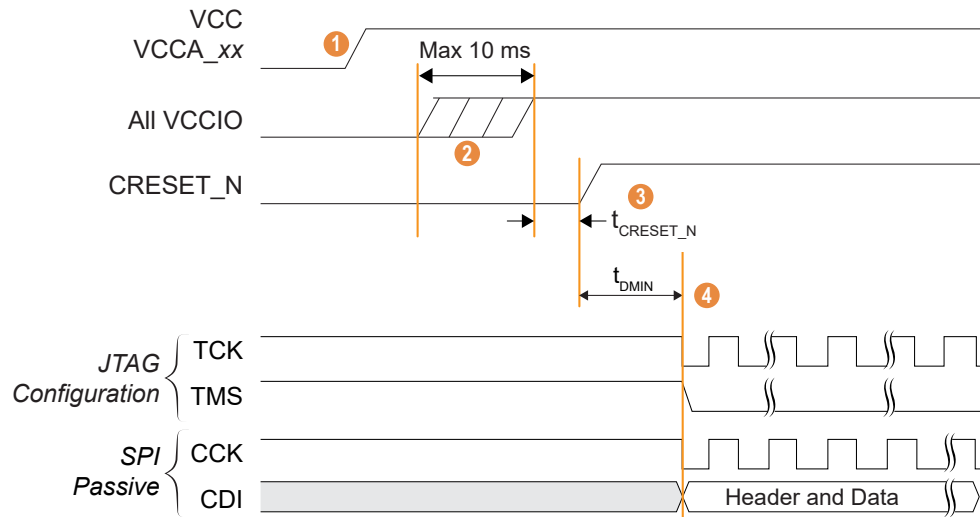 VCC
VCCA_xx
1
Max 10 ms
All VCCIO
2
CRESET_N
3
tCRESET_N
tDMIN
4
JTAG
Configuration
TCK
TMS
SPI
Passive
CCK
CDI
Header and Data